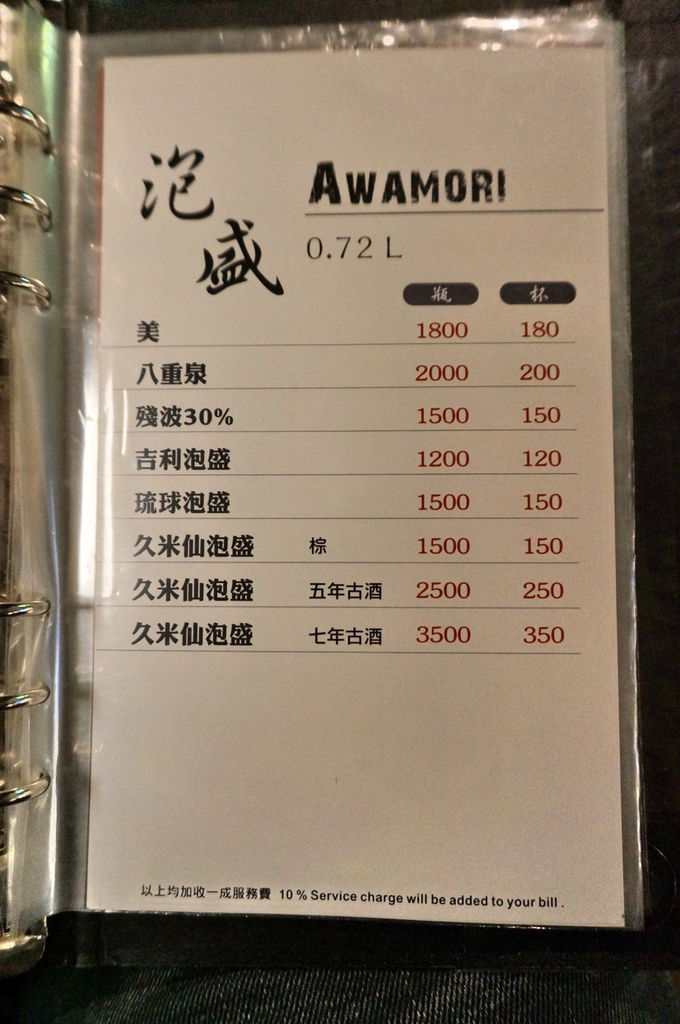 泡盛
AWAMORI
0.72 L
瓶 杯
美 1800 180
八重泉 2000 200
殘波30% 1500 150
吉利泡盛 1200 120
琉球泡盛 1500 150
久米仙泡盛 棕 1500 150
久米仙泡盛 五年古酒 2500 250
久米仙泡盛 七年古酒 3500 350
以上均加收一成服務費 10 % Service charge will be added to your bill .